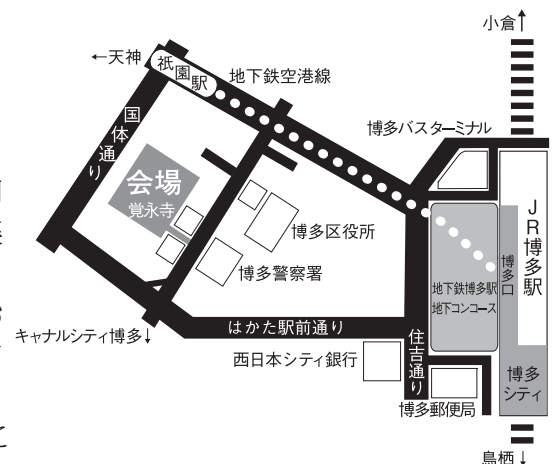 小倉↑
←天神
祇園駅
地下鉄空港線
国体通り
博多バスターミナル
会場
覚永寺
博多区役所
博多警察署
JR博多駅
博多口
地下鉄博多駅
地下コンコース
はかた駅前通り
キャナルシティ博多↓
住吉通り
西日本シティ銀行
博多
シティ
博多郵便局
鳥栖↓